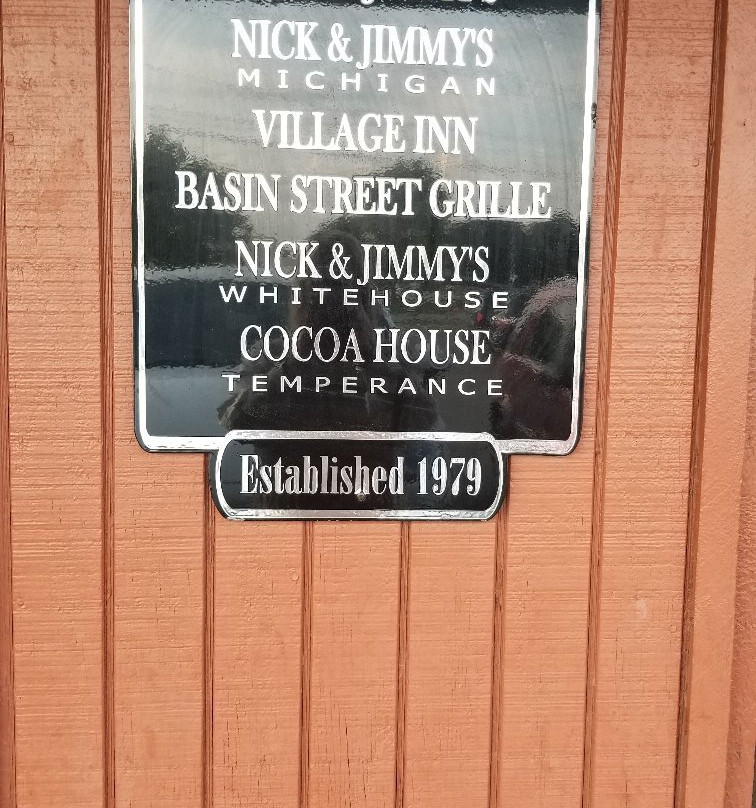 NICK & JIMMY'S
MICHIGAN
VILLAGE INN
BASIN STREET GRILLE
NICK & JIMMY'S
WHITEHOUSE
COCOA HOUSE
TEMPERANCE
Established 1979